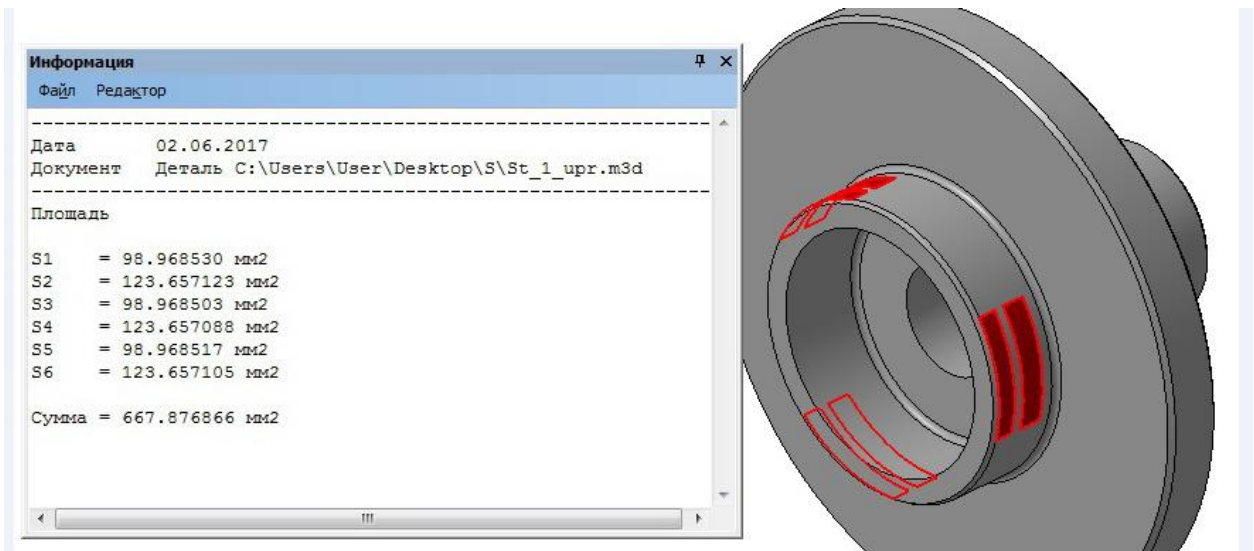 Информация
Файл Редактор
Дата 02.06.2017
Документ Деталь C:\Users\User\Desktop\S\St_1_upr.m3d
Площадь
S1 = 98.968530 мм2
S2 = 123.657123 мм2
S3 = 98.968503 мм2
S4 = 123.657088 мм2
S5 = 98.968517 мм2
S6 = 123.657105 мм2
Сумма = 667.876866 мм2